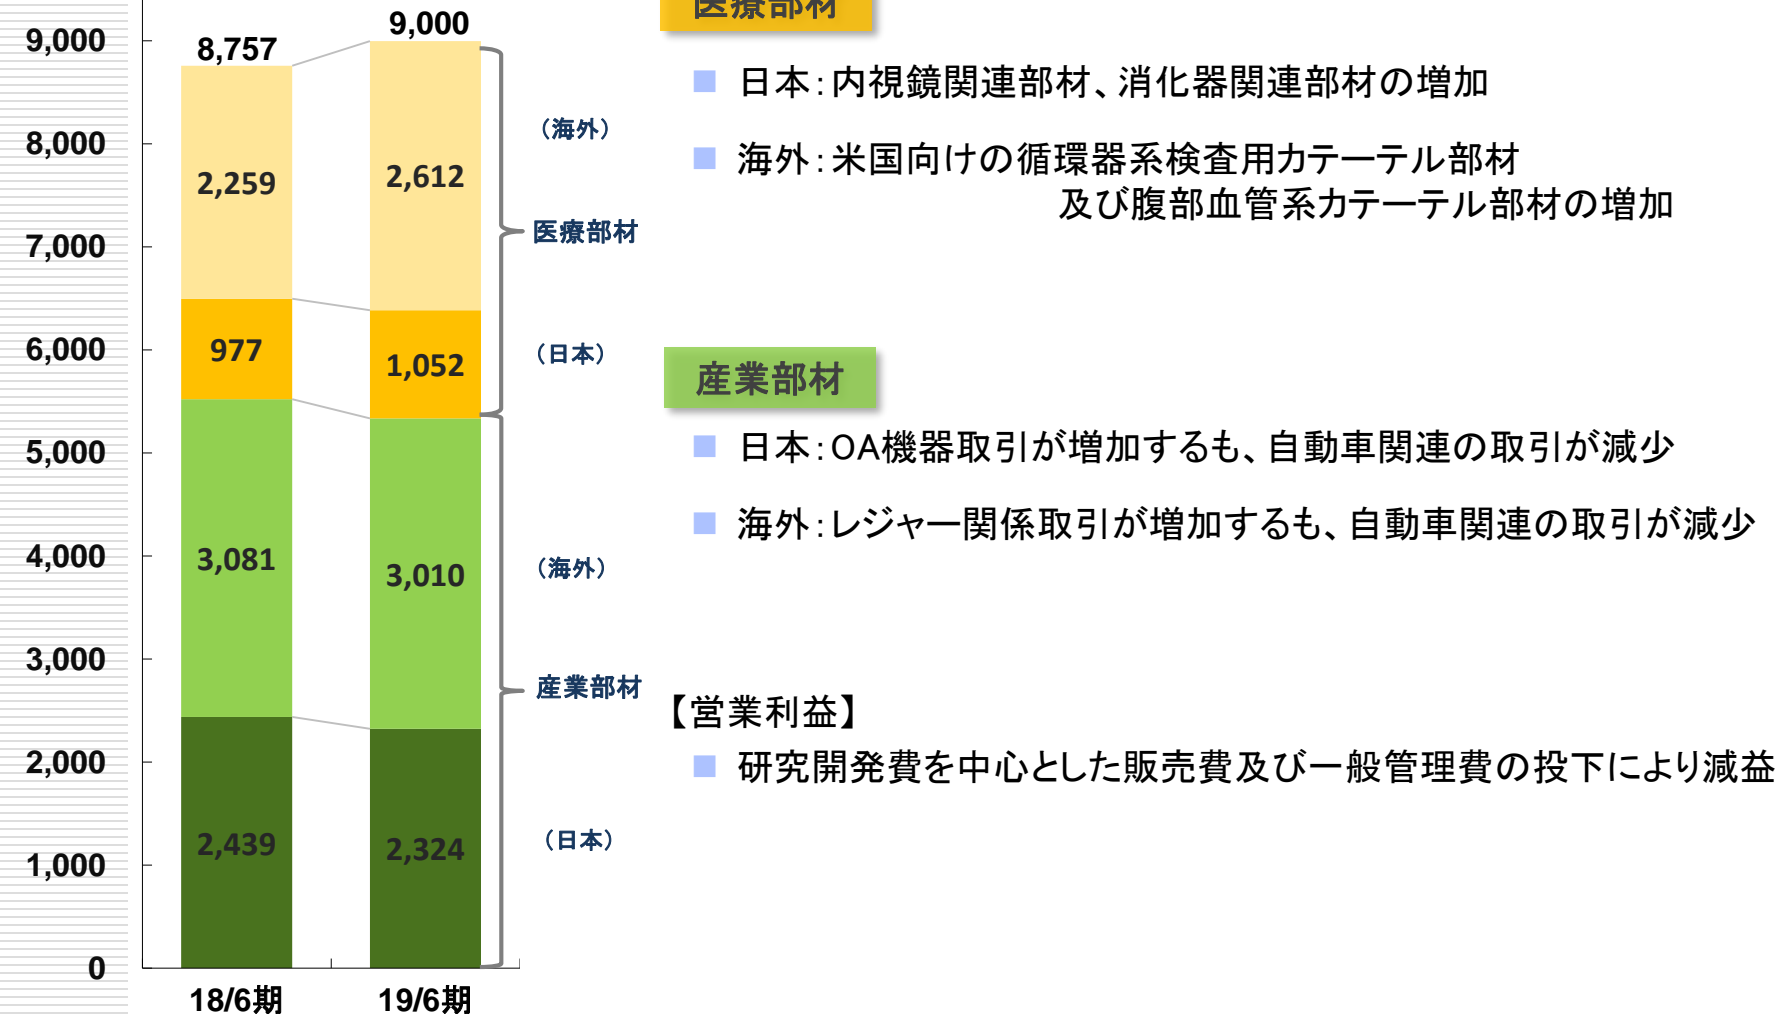 9,000
8,000
7,000
6,000
5,000
4,000
3,000
2,000
1,000
0
8,757
9,000
2,259
2,612
977
1,052
3,081
3,010
2,439
2,324
18/6期
19/6期
（海外）
医療部材
（日本）
（海外）
産業部材
（日本）
医療部材
日本：内視鏡関連部材、消化器関連部材の増加
海外：米国向けの循環器系検査用カテーテル部材
及び腹部血管系カテーテル部材の増加
産業部材
日本：OA機器取引が増加するも、自動車関連の取引が減少
海外：レジャー関係取引が増加するも、自動車関連の取引が減少
【営業利益】
研究開発費を中心とした販売費及び一般管理費の投下により減益